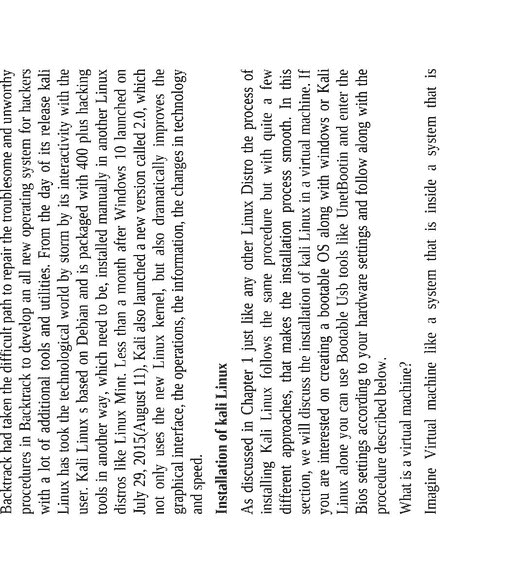 Backtrack had taken the difficult path to repair the troublesome and unworthy
procedures in Backtrack to develop an all new operating system for hackers
with a lot of additional tools and utilities. From the day of its release kali
Linux has took the technological world by storm by its interactivity with the
user. Kali Linux s based on Debian and is packaged with 400 plus hacking
tools in another way, which need to be, installed manually in another Linux
distros like Linux Mint. Less than a month after Windows 10 launched on
July 29, 2015(August 11), Kali also launched a new version called 2.0, which
not only uses the new Linux kernel, but also dramatically improves the
graphical interface, the operations, the information, the changes in technology
and speed.
Installation of kali Linux
As discussed in Chapter 1 just like any other Linux Distro the process of
installing Kali Linux follows the same procedure but with quite a few
different approaches, that makes the installation process smooth. In this
section, we will discuss the installation of kali Linux in a virtual machine. If
you are interested on creating a bootable OS along with windows or Kali
Linux alone you can use Bootable Usb tools like UnetBootin and enter the
Bios settings according to your hardware settings and follow along with the
procedure described below.
What is a virtual machine?
Imagine Virtual machine like a system that is inside a system that is